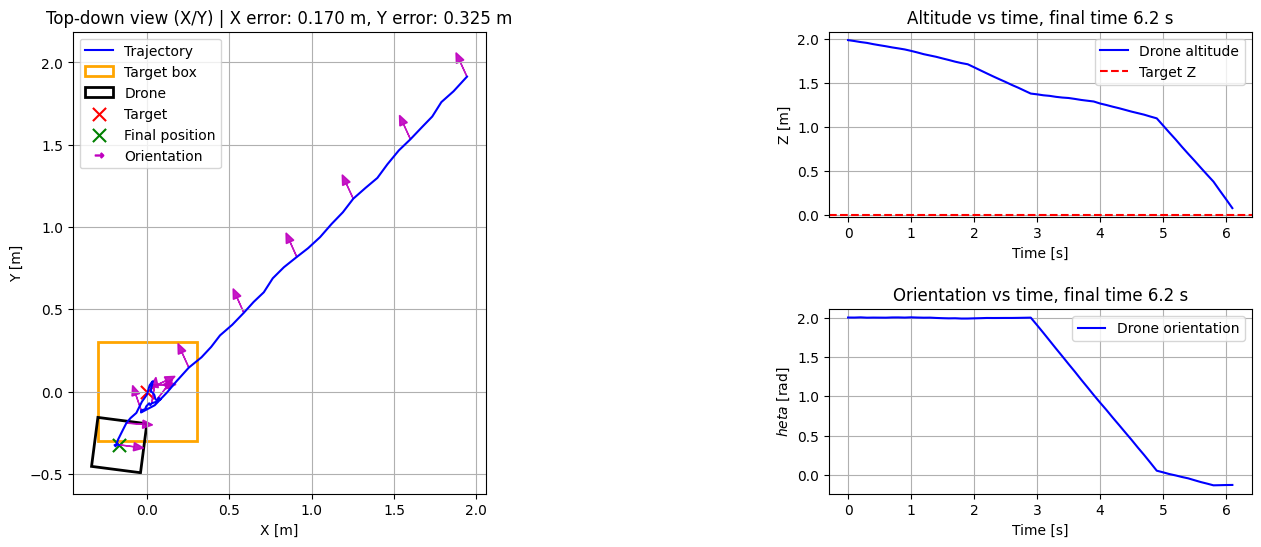 Top-down view (X/Y) | X error: 0.170 m, Y error: 0.325 m
Trajectory
Target box
Drone
Target
Final position
Orientation
2.0
1.5
1.0
0.5
0.0
−0.5
Y [m]
0.0
0.5
1.0
1.5
2.0
X [m]
Altitude vs time, final time 6.2 s
Drone altitude
Target Z
2.0
1.5
1.0
0.5
0.0
Z [m]
0
1
2
3
4
5
6
Time [s]
Orientation vs time, final time 6.2 s
Drone orientation
2.0
1.5
1.0
0.5
0.0
heta [rad]
0
1
2
3
4
5
6
Time [s]